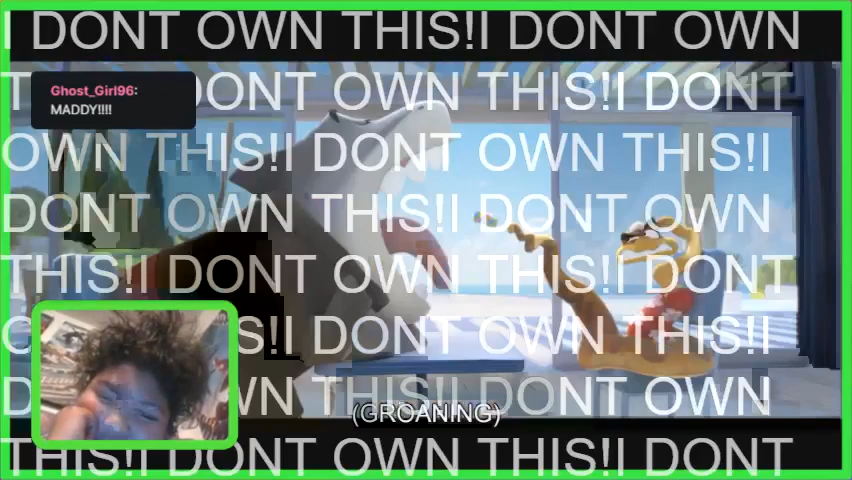 I DONT OWN THIS!I DONT OWN
THIS!I DONT OWN THIS!I DONT
Ghost_Girl96:
MADDY!!!!
OWN THIS!I DONT OWN THIS!I
DONT OWN THIS!I DONT OWN
THIS!I DONT OWN THIS!I DONT
OWN THIS!I DONT OWN THIS!I
DONT OWN THIS!I DONT OWN
(GROANING)
THIS!I DONT OWN THIS!I DONT